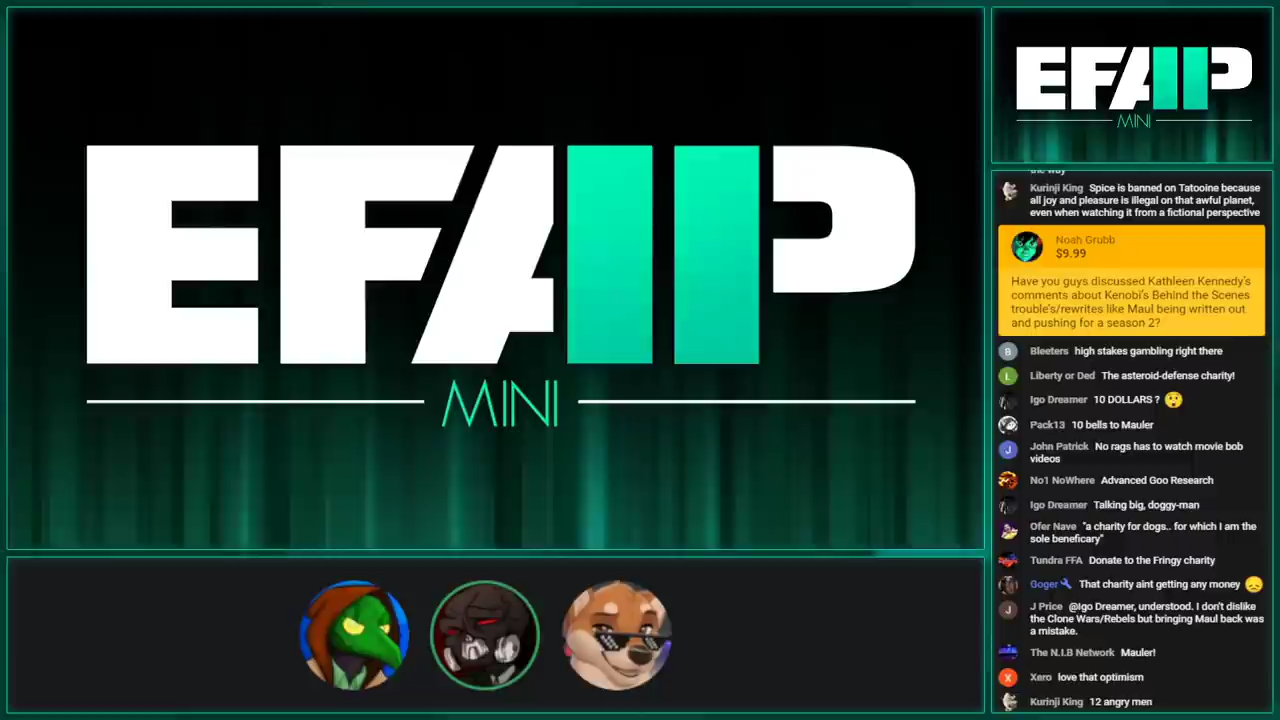 EFAP
MINI
EFAP
MINI
the way
Kurinji King Spice is banned on Tatooine because
all joy and pleasure is illegal on that awful planet,
even when watching it from a fictional perspective
Noah Grubb
$9.99
Have you guys discussed Kathleen Kennedy's
comments about Kenobi's Behind the Scenes
trouble's/rewrites like Maul being written out
and pushing for a season 2?
B Bleeters high stakes gambling right there
L Liberty or Ded The asteroid-defense charity!
Igo Dreamer 10 DOLLARS ?
Pack13 10 bells to Mauler
J John Patrick No rags has to watch movie bob
videos
No1 NoWhere Advanced Goo Research
Igo Dreamer Talking big, doggy-man
Ofer Nave "a charity for dogs.. for which I am the
sole beneficary"
Tundra FFA Donate to the Fringy charity
Goger That charity aint getting any money
J J Price @Igo Dreamer, understood. I don't dislike
the Clone Wars/Rebels but bringing Maul back was
a mistake.
The N.I.B Network Mauler!
X Xero love that optimism
Kurinji King 12 angry men